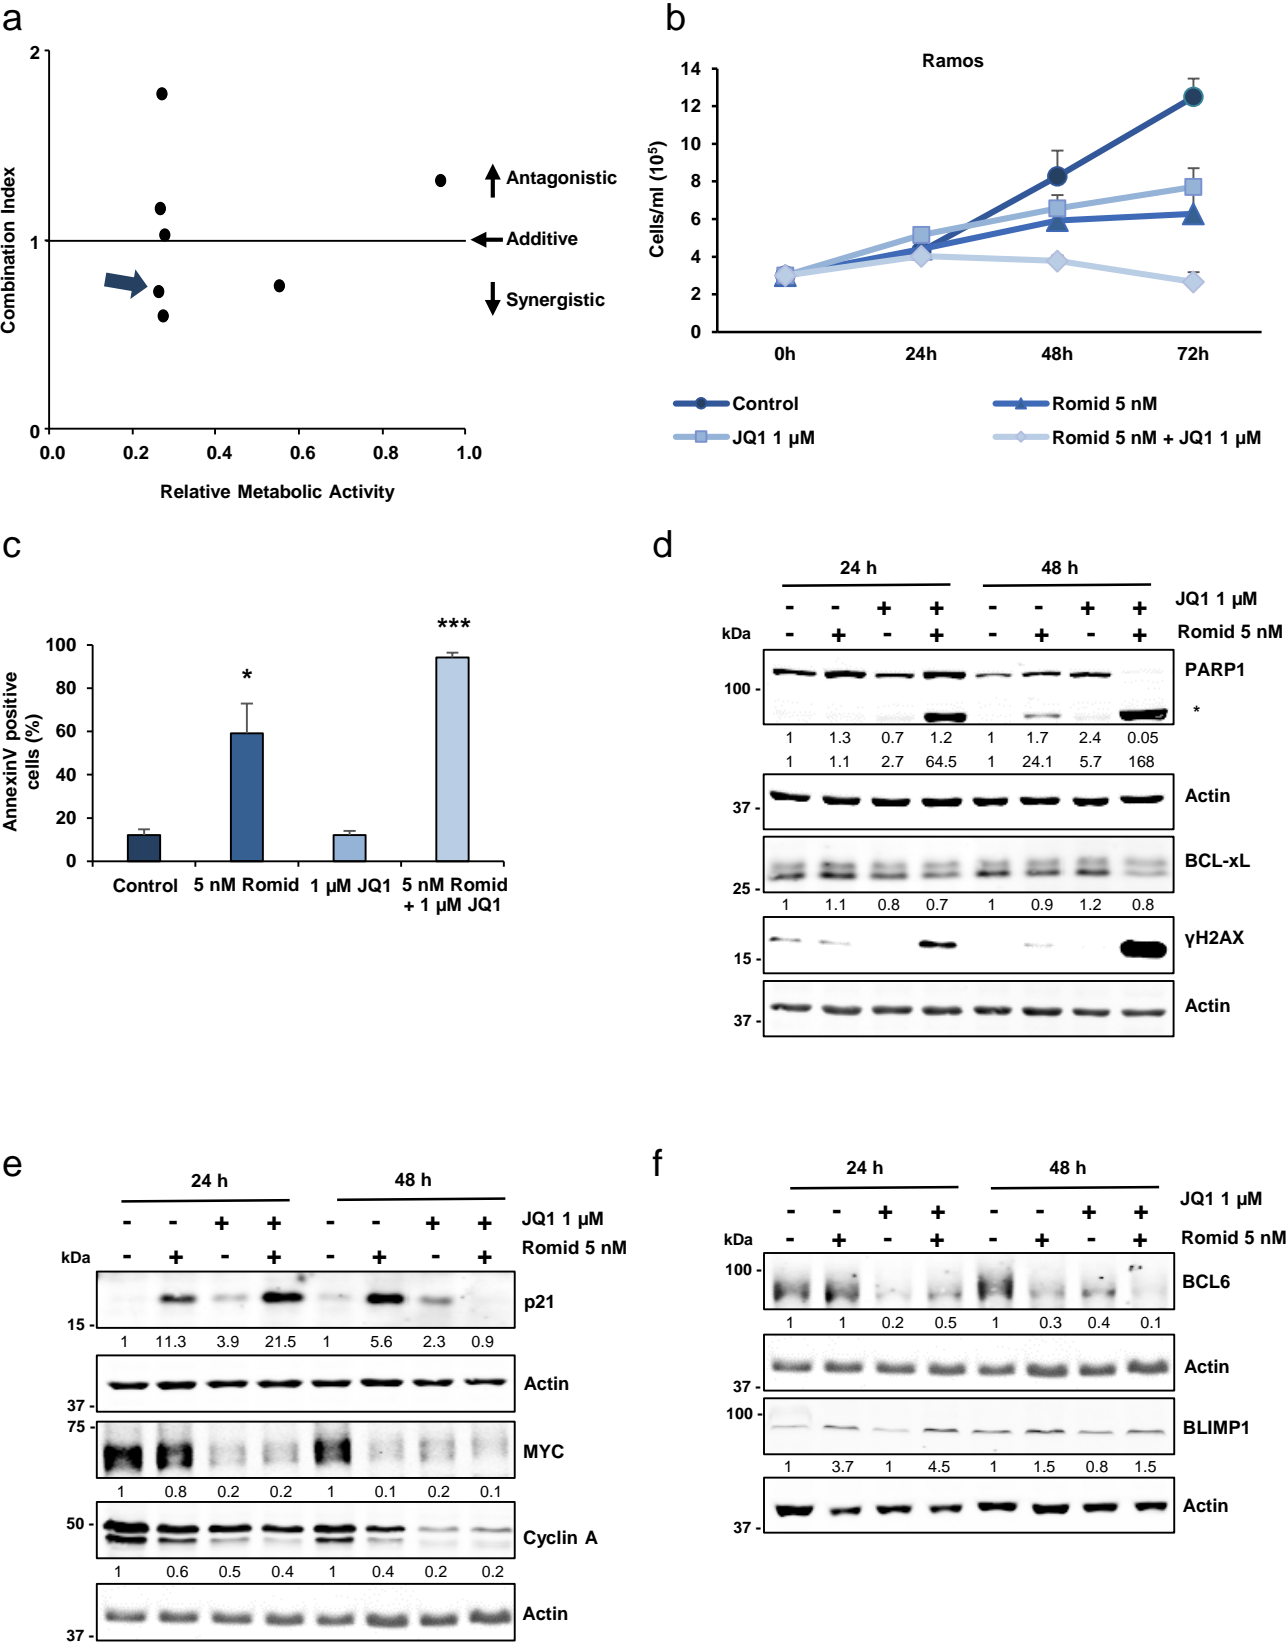 a
2
1
0
Combination Index
0.0 0.2 0.4 0.6 0.8 1.0
Relative Metabolic Activity
Antagonistic
Additive
Synergistic
b
Ramos
14
12
10
8
6
4
2
0
Cells/ml (10⁵)
0h 24h 48h 72h
Control
Romid 5 nM
JQ1 1 µM
Romid 5 nM + JQ1 1 µM
c
100
80
60
40
20
0
AnnexinV positive
cells (%)
*
***
Control 5 nM Romid 1 µM JQ1 5 nM Romid
+ 1 µM JQ1
d
24 h 48 h
- - + + - - + + JQ1 1 µM
kDa - + - + - + - + Romid 5 nM
100 - PARP1
*
1 1.3 0.7 1.2 1 1.7 2.4 0.05
1 1.1 2.7 64.5 1 24.1 5.7 168
37 - Actin
25 - BCL-xL
1 1.1 0.8 0.7 1 0.9 1.2 0.8
15 - γH2AX
37 - Actin
e
24 h 48 h
- - + + - - + + JQ1 1 µM
kDa - + - + - + - + Romid 5 nM
15 - p21
1 11.3 3.9 21.5 1 5.6 2.3 0.9
37 - Actin
75 - MYC
1 0.8 0.2 0.2 1 0.1 0.2 0.1
50 - Cyclin A
1 0.6 0.5 0.4 1 0.4 0.2 0.2
37 - Actin
f
24 h 48 h
- - + + - - + + JQ1 1 µM
kDa - + - + - + - + Romid 5 nM
100 - BCL6
1 1 0.2 0.5 1 0.3 0.4 0.1
37 - Actin
100 - BLIMP1
1 3.7 1 4.5 1 1.5 0.8 1.5
37 - Actin